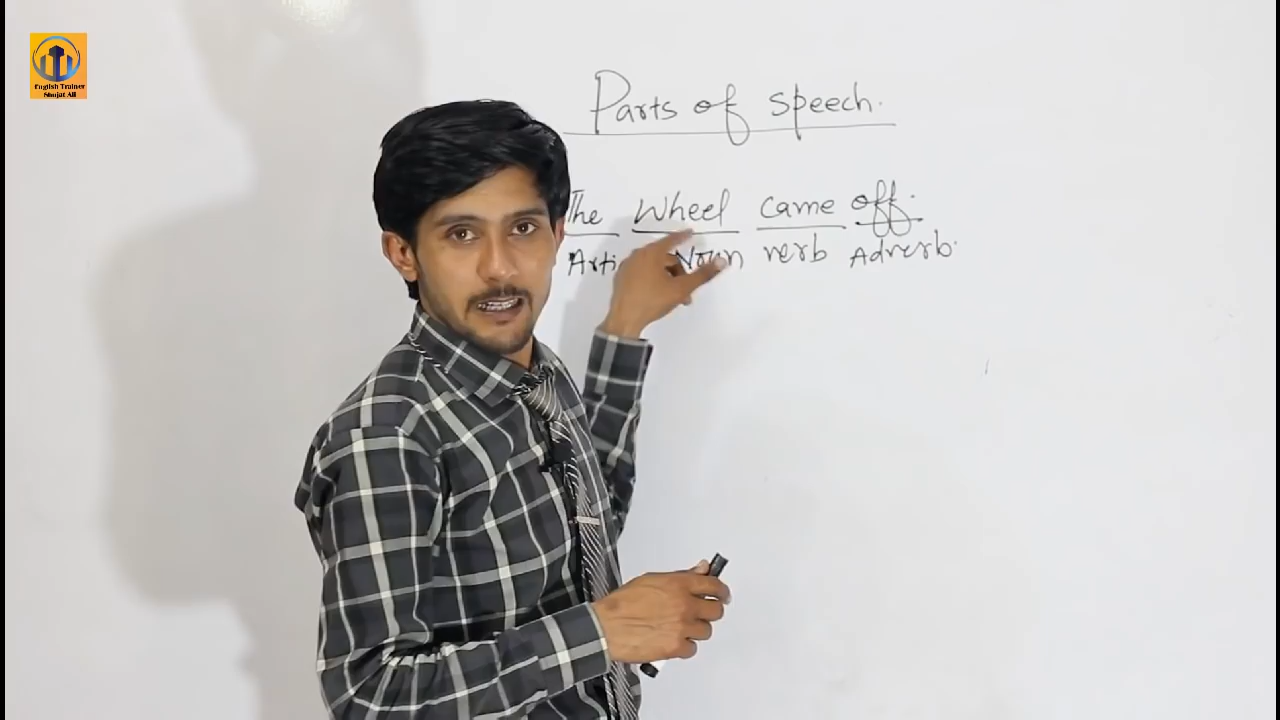 English Trainer
Shujat Ali
Parts of speech.
The Wheel came off.
Arti Noun verb Adverb.